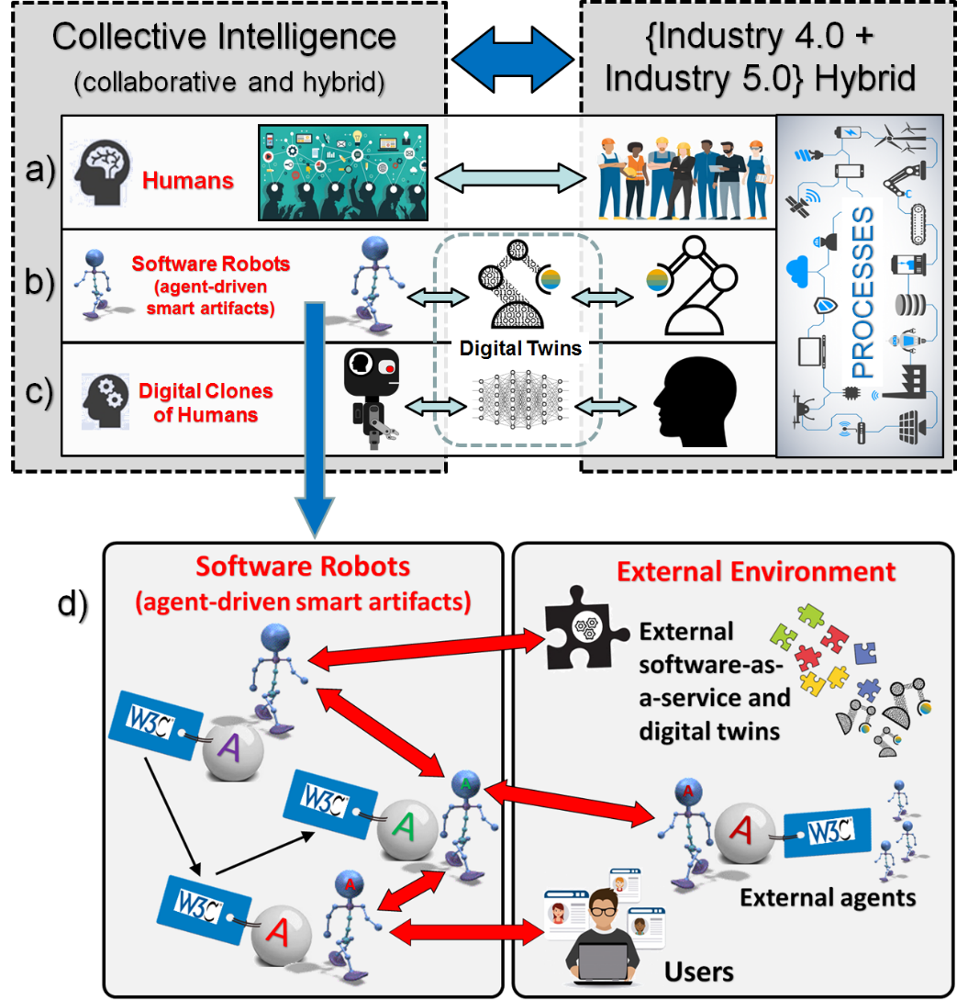 Collective Intelligence
(collaborative and hybrid)
{Industry 4.0 +
Industry 5.0} Hybrid
a)
Humans
b)
Software Robots
(agent-driven
smart artifacts)
c)
Digital Clones
of Humans
Digital Twins
PROCESSES
d)
Software Robots
(agent-driven smart artifacts)
W3C
A
W3C
A
A
W3C
A
A
External Environment
External
software-as-
a-service and
digital twins
A
A
W3C
External agents
Users